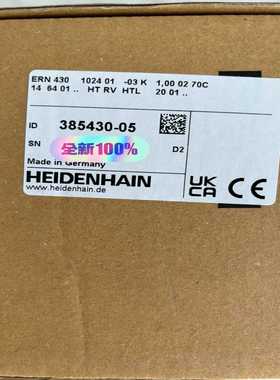 ERN 430 1024 01 -03 K 1,00 02 70C
14 64 01 .. HT RV HTL 20 01 ..
ID 385430-05
SN 全新100% D2
Made in Germany
HEIDENHAIN
www.heidenhain.de
UK CA CE